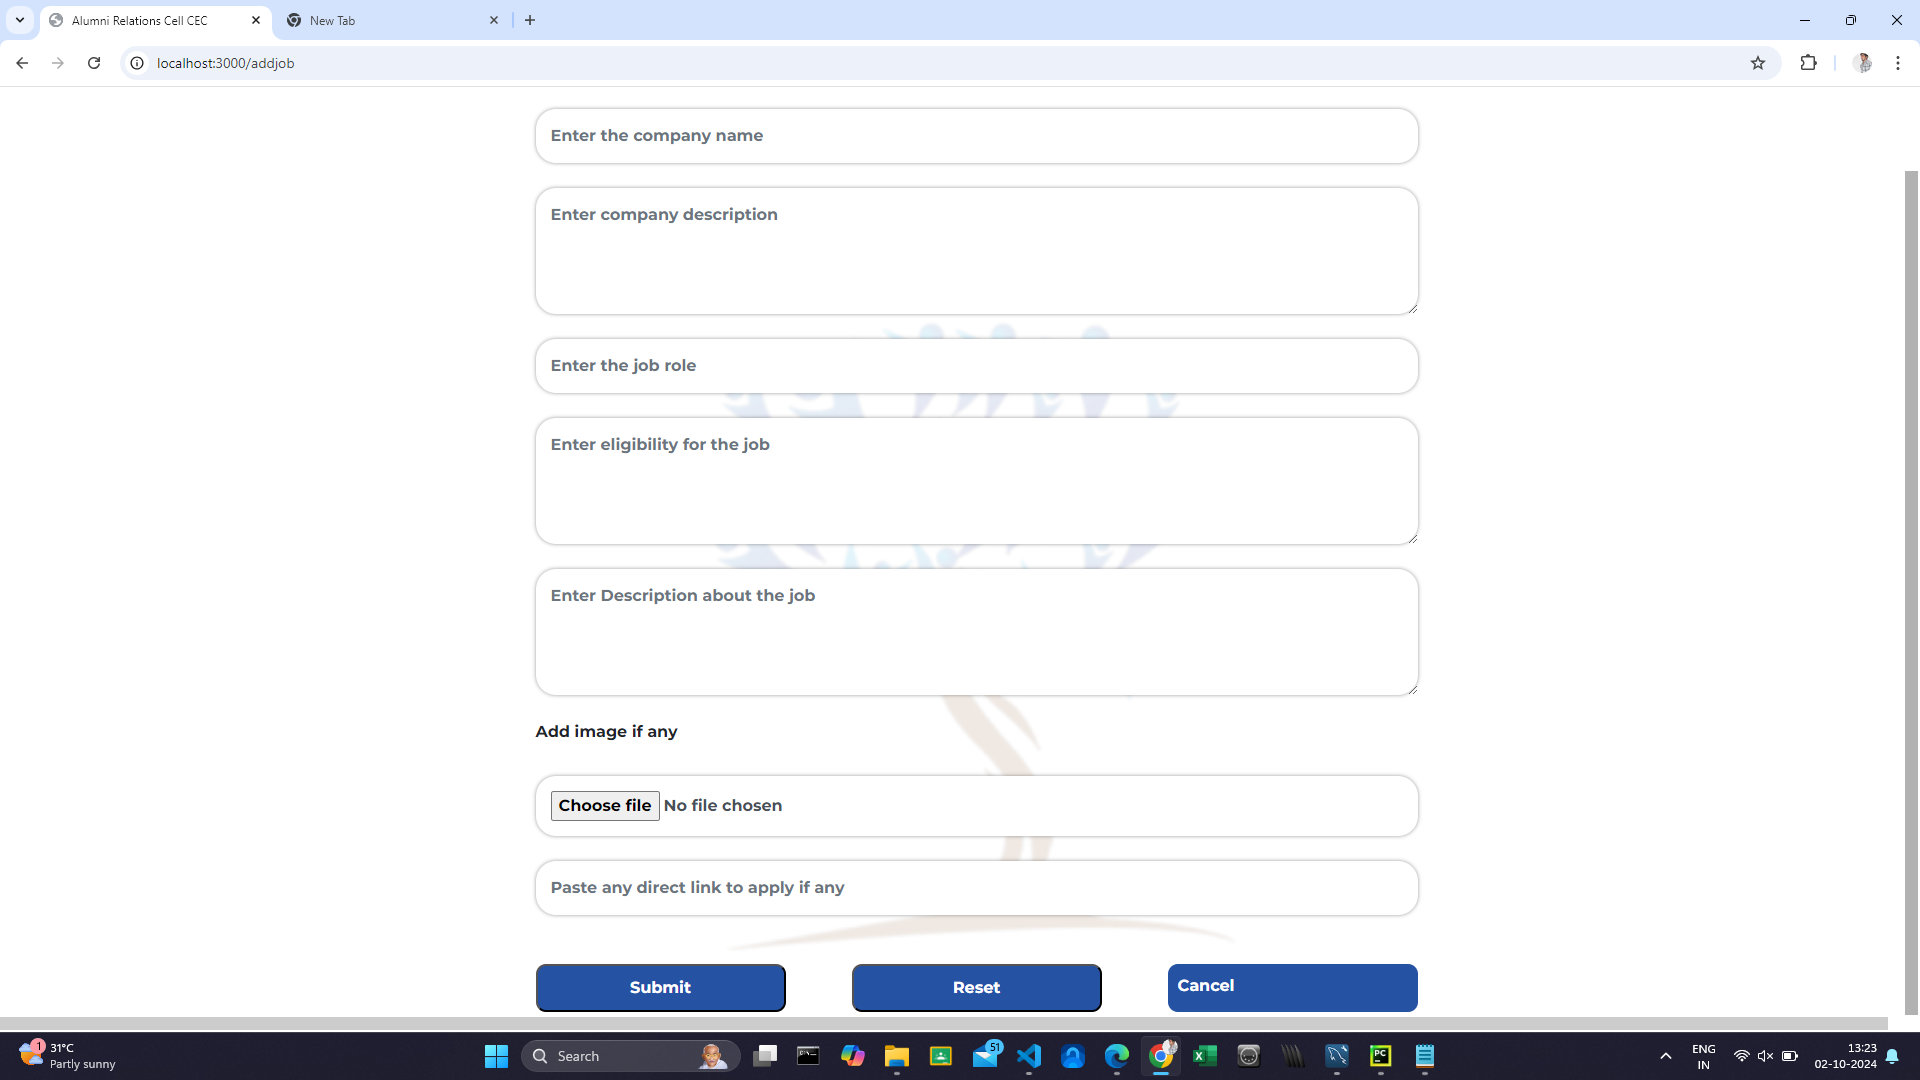 Alumni Relations Cell CEC
New Tab
localhost:3000/addjob
Enter the company name
Enter company description
Enter the job role
Enter eligibility for the job
Enter Description about the job
Add image if any
Choose file No file chosen
Paste any direct link to apply if any
Submit Reset Cancel
1
31°C
Partly sunny
Search
51
PC
ENG
IN
13:23
02-10-2024